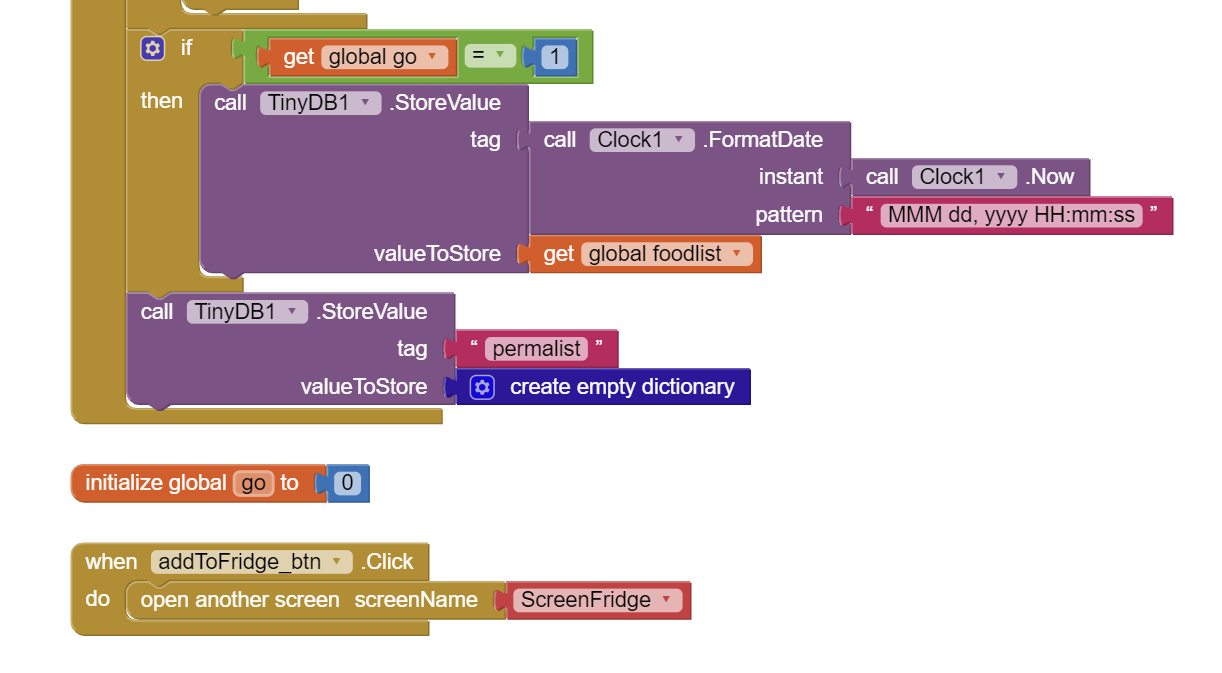 if get global go = 1
then call TinyDB1 .StoreValue
tag call Clock1 .FormatDate
instant call Clock1 .Now
pattern “ MMM dd, yyyy HH:mm:ss ”
valueToStore get global foodlist
call TinyDB1 .StoreValue
tag “ permalist ”
valueToStore create empty dictionary
initialize global go to 0
when addToFridge_btn .Click
do open another screen screenName ScreenFridge